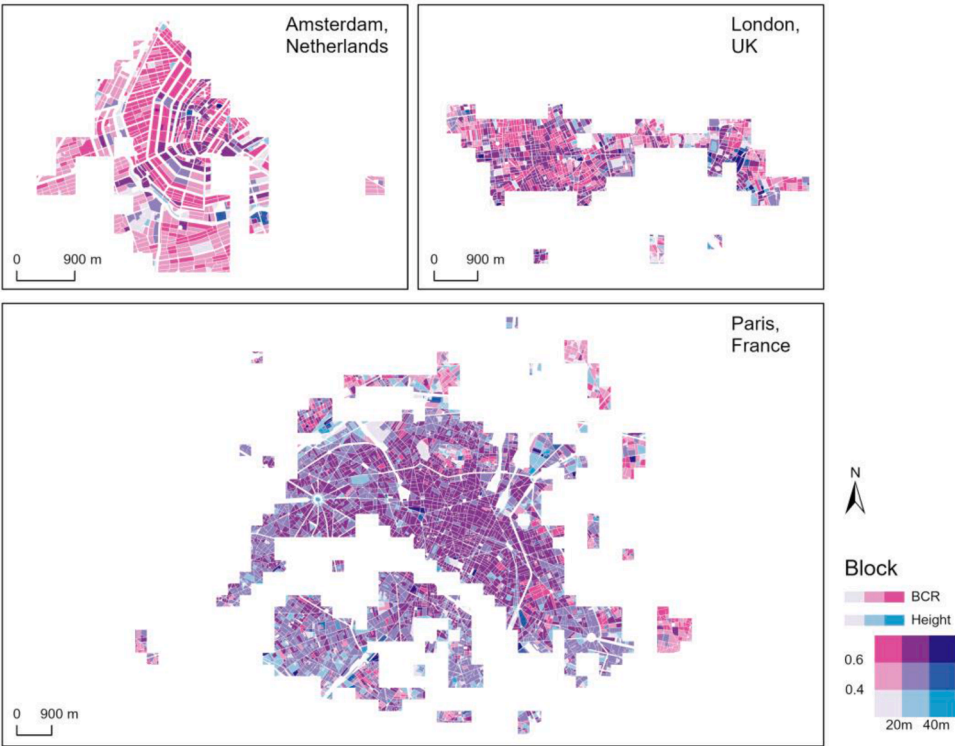 Amsterdam,
Netherlands
0 900 m
London,
UK
0 900 m
Paris,
France
0 900 m
N
Block
BCR
Height
0.6
0.4
20m 40m